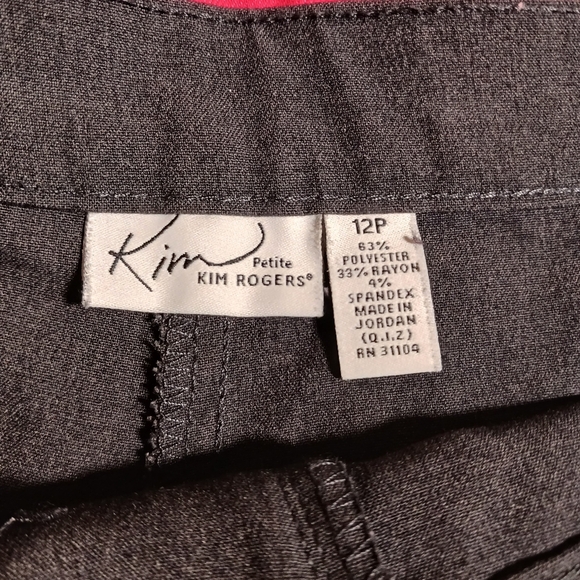 Kim
Petite
KIM ROGERS®
12P
63%
POLYESTER
33% RAYON
4%
SPANDEX
MADE IN
JORDAN
(Q.I.Z)
RN 31104